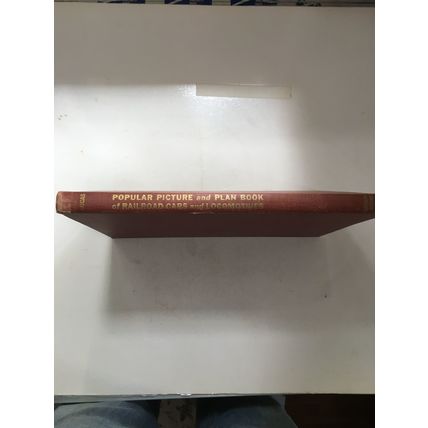 POPULAR PICTURE and PLAN BOOK
of RAILROAD CARS and LOCOMOTIVES